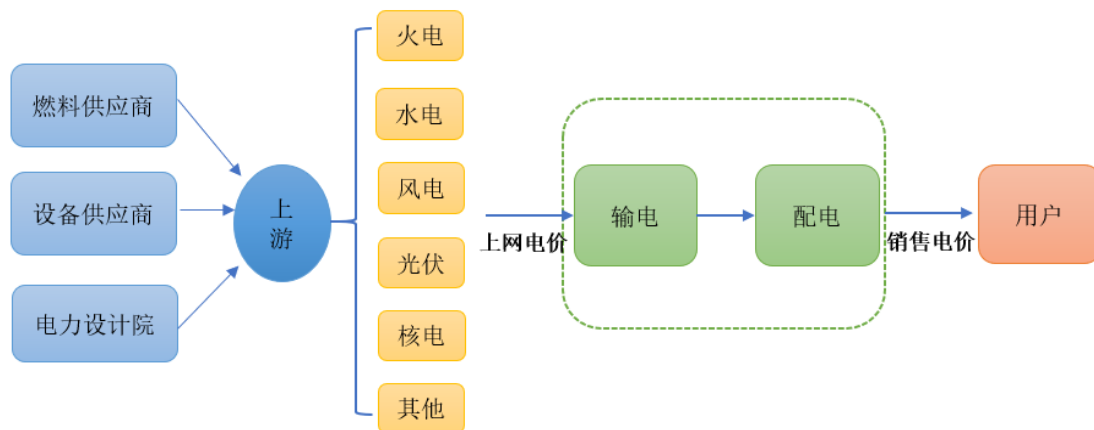 燃料供应商
设备供应商
电力设计院
上
游
火电
水电
风电
光伏
核电
其他
上网电价
输电
配电
销售电价
用户